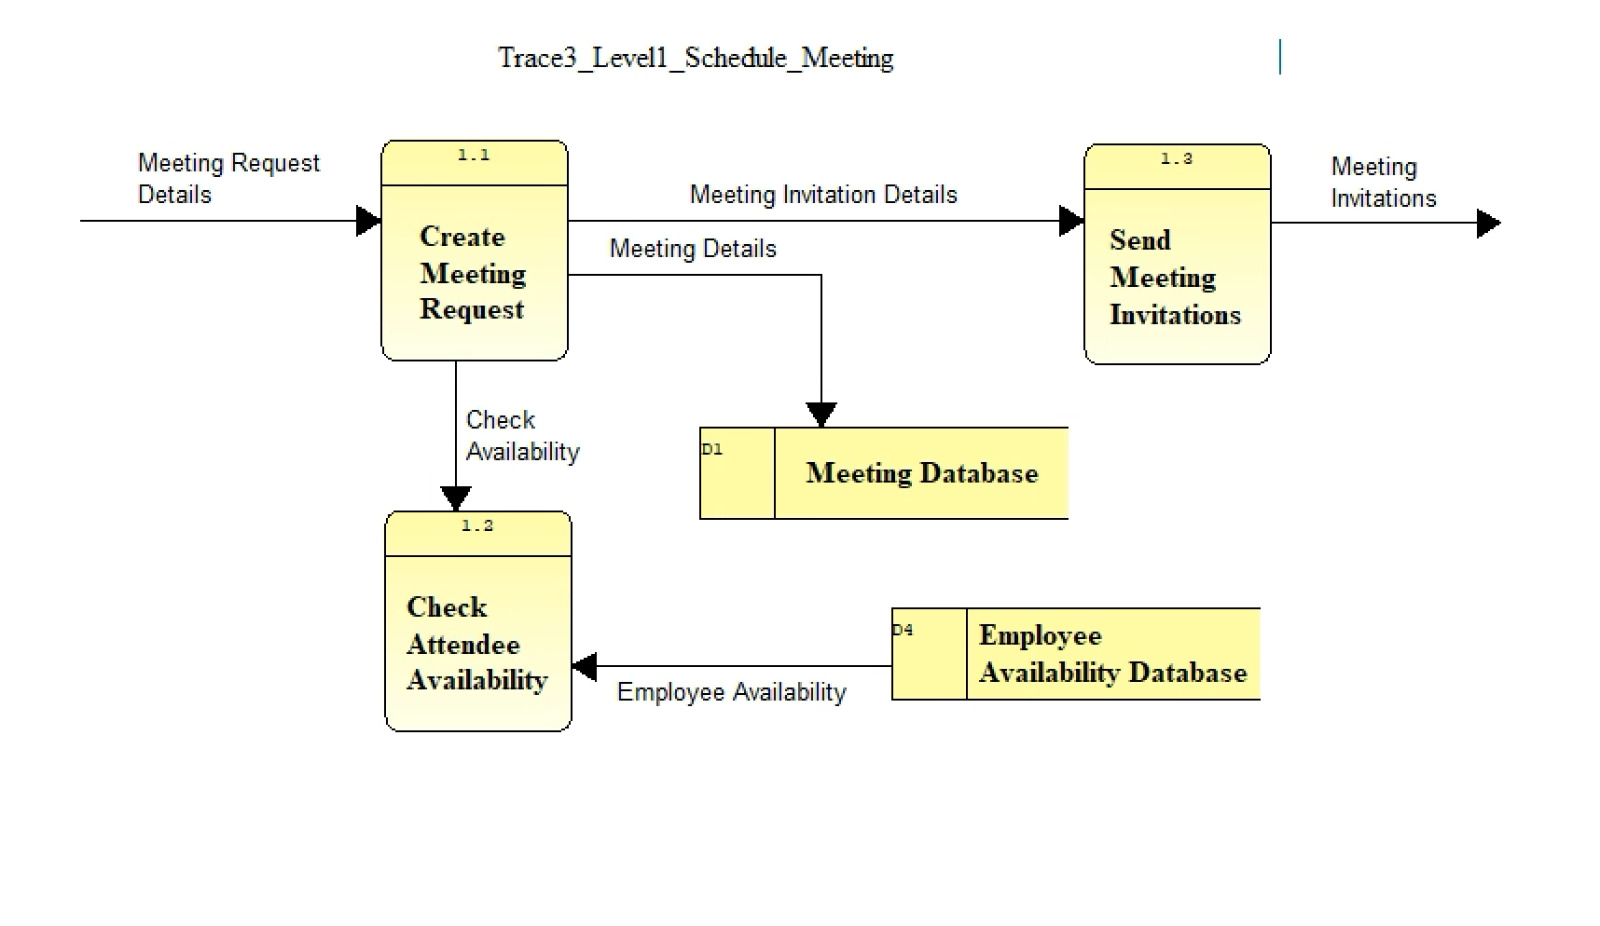 Trace3_Level1_Schedule_Meeting
Meeting Request
Details
1.1
Create
Meeting
Request
Meeting Invitation Details
Meeting Details
1.3
Send
Meeting
Invitations
Meeting
Invitations
Check
Availability
D1
Meeting Database
1.2
Check
Attendee
Availability
Employee Availability
D4
Employee
Availability Database